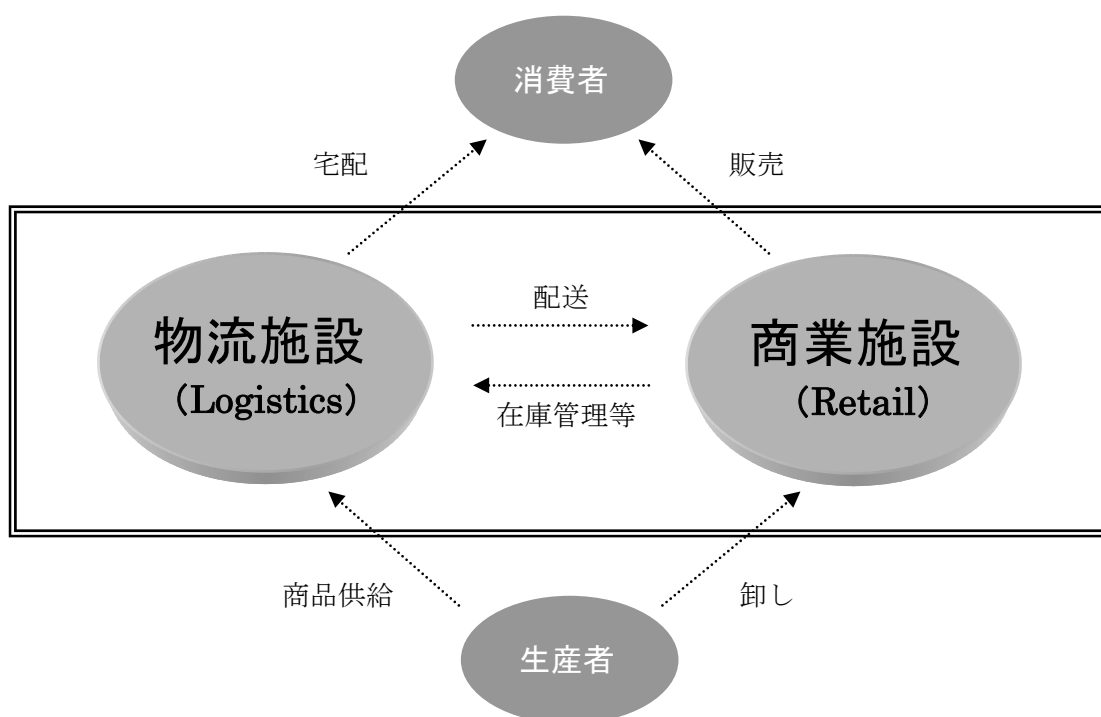 消費者
宅配
販売
配送
物流施設
(Logistics)
商業施設
(Retail)
在庫管理等
商品供給
卸し
生産者